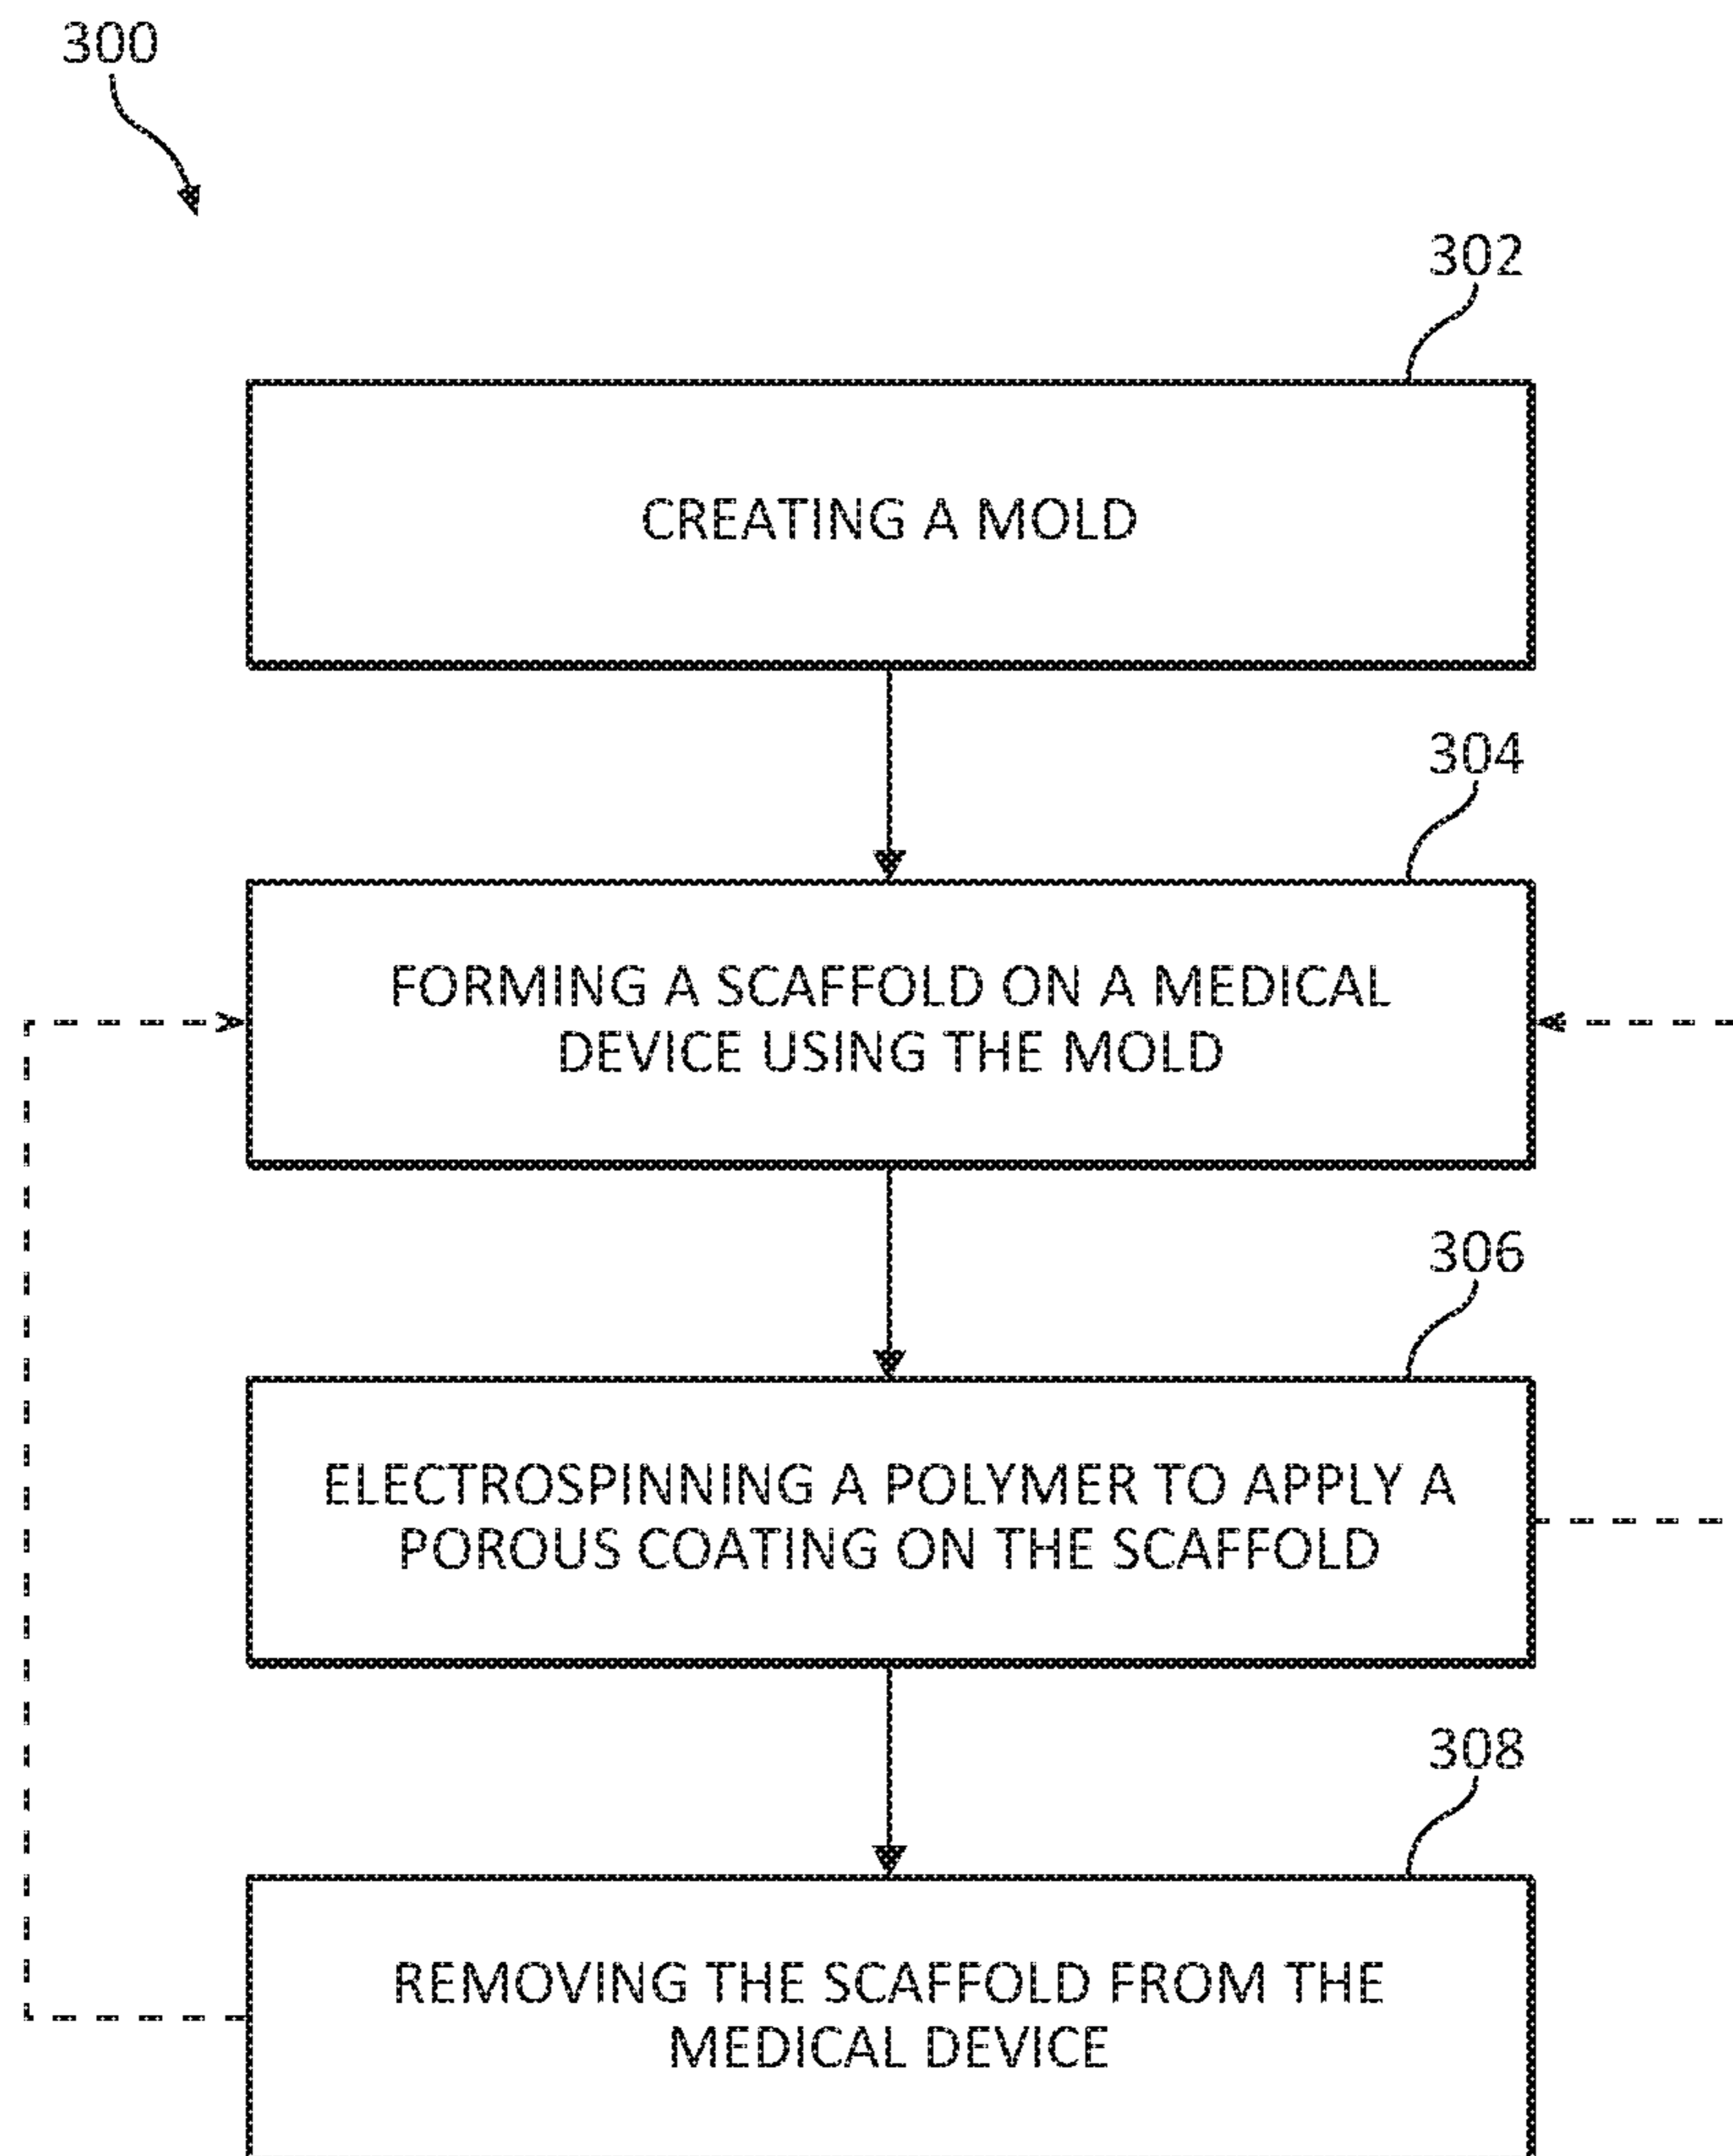 300
302
CREATING A MOLD
304
FORMING A SCAFFOLD ON A MEDICAL
DEVICE USING THE MOLD
306
ELECTROSPINNING A POLYMER TO APPLY A
POROUS COATING ON THE SCAFFOLD
308
REMOVING THE SCAFFOLD FROM THE
MEDICAL DEVICE